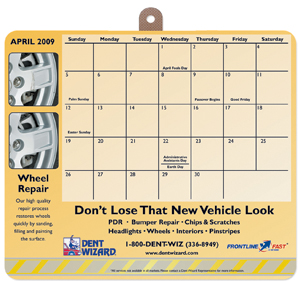 APRIL 2009
Sunday Monday Tuesday Wednesday Thursday Friday Saturday
1 2 3 4
April Fools Day
5 6 7 8 9 10 11
Palm Sunday Passover Begins Good Friday
12 13 14 15 16 17 18
Easter Sunday
19 20 21 22 23 24 25
Administrative
Assistants Day
Earth Day
26 27 28 29 30
Wheel
Repair
Our high quality
repair process
restores wheels
quickly by sanding,
filling and painting
the surface.
Don't Lose That New Vehicle Look
PDR • Bumper Repair • Chips & Scratches
Headlights • Wheels • Interiors • Pinstripes
DENT
WIZARD
1-800-DENT-WIZ (336-8949)
www.dentwizard.com
FRONTLINE FAST